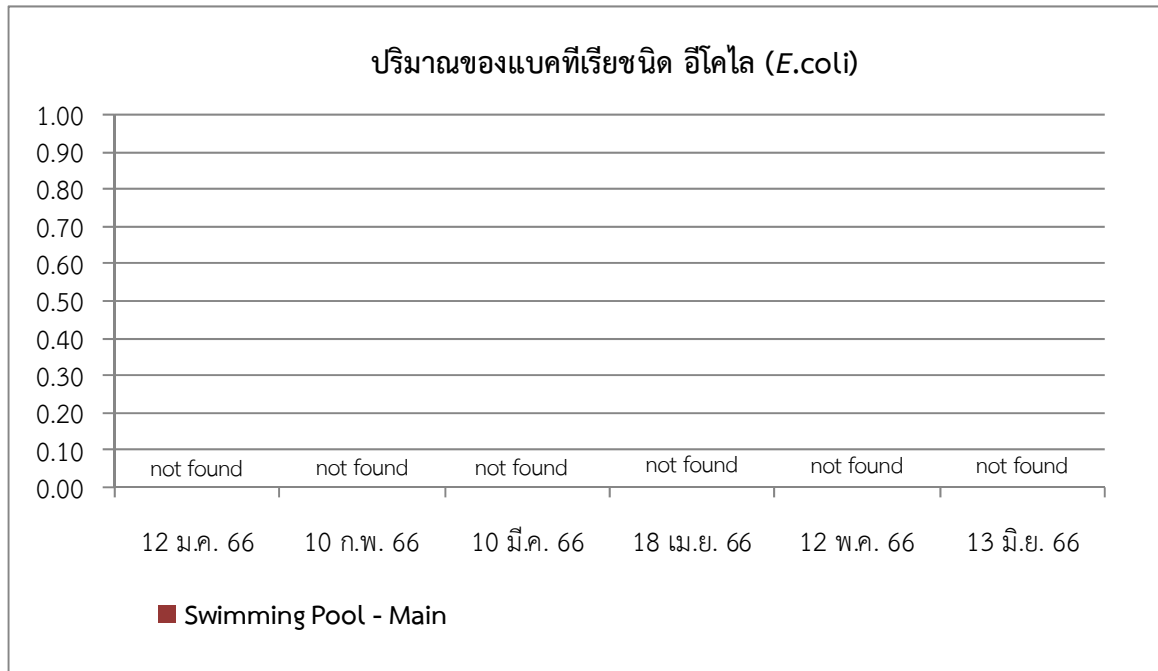 ปริมาณของแบคทีเรียชนิด อีโคไล (E.coli)
1.00
0.90
0.80
0.70
0.60
0.50
0.40
0.30
0.20
0.10
0.00
not found not found not found not found not found not found
12 ม.ค. 66 10 ก.พ. 66 10 มี.ค. 66 18 เม.ย. 66 12 พ.ค. 66 13 มิ.ย. 66
Swimming Pool - Main